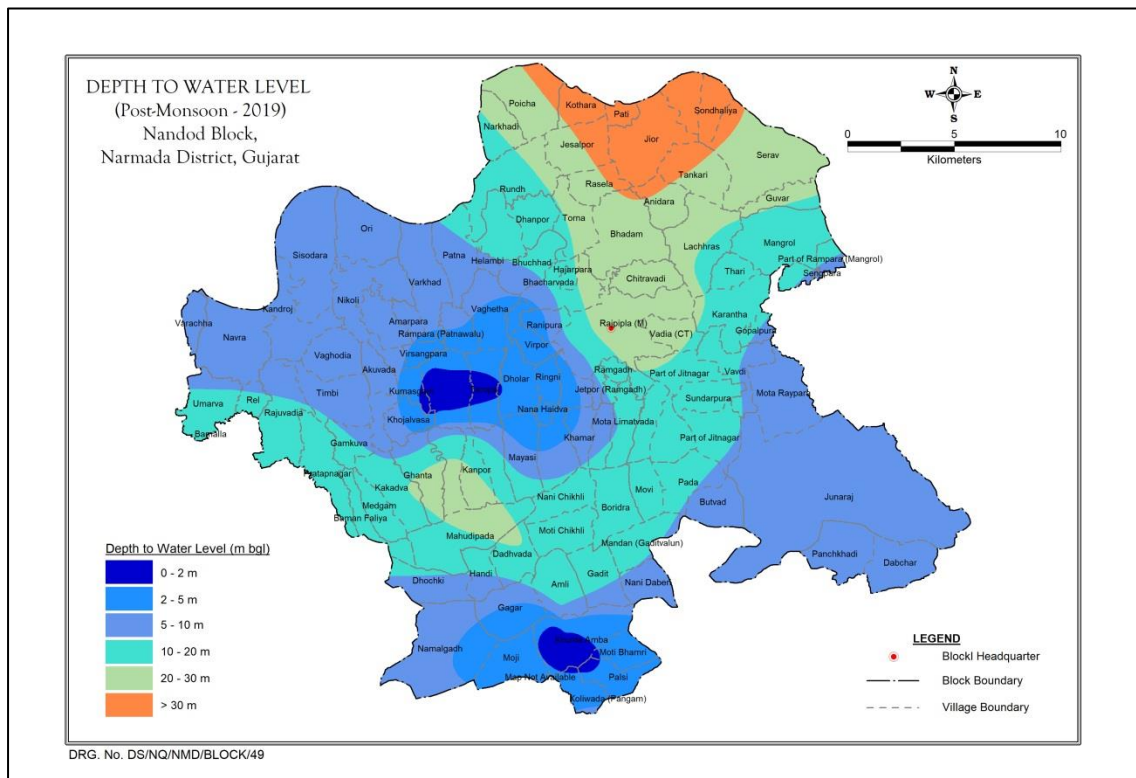 DEPTH TO WATER LEVEL
(Post-Monsoon - 2019)
Nandod Block,
Narmada District, Gujarat
N
W E
S
0 5 10
Kilometers
Poicha
Kothara
Pati
Sondhaliya
Narkhadi
Jior
Jesalpor
Serav
Tankari
Rasela
Rundh
Anidara
Guvar
Dhanpor
Torna
Ori
Bhadam
Lachhras
Mangrol
Sisodara
Patna
Helambi
Bhuchhad
Hajarpara
Part of Rampara (Mangrol)
Thari
Sengpara
Varkhad
Bhacharvada
Chitravadi
Nikoli
Kandroj
Vaghetha
Karantha
Varachha
Amarpara
Ranipura
Rajpipla (M)
Gopalpura
Navra
Rampara (Patnawalu)
Vadia (CT)
Virpor
Vaghodia
Virsangpara
Akuvada
Ramgadh
Part of Jitnagar
Vavdi
Dholar
Ringni
Timbi
Kumasgam
Jetpor (Ramgadh)
Mota Raypara
Sundarpura
Umarva
Rel
Rajuvadia
Nana Haidva
Khojalvasa
Mota Limatvada
Bamalla
Gamkuva
Khamar
Part of Jitnagar
Mayasi
Pratapnagar
Ghanta
Kanpor
Kakadva
Movi
Pada
Nani Chikhli
Junaraj
Medgam
Boridra
Butvad
Baman Faliya
Moti Chikhli
Mahudipada
Mandan (Gaditvalun)
Dadhvada
Panchkhadi
Dabchar
Handi
Gadit
Dhochki
Amli
Nani Daberi
Gagar
Amba
Namalgadh
Moji
Moti Bhamri
Map Not Available
Palsi
Koliwada (Pangam)
Depth to Water Level (m bgl)
0 - 2 m
2 - 5 m
5 - 10 m
10 - 20 m
20 - 30 m
> 30 m
LEGEND
Blockl Headquarter
Block Boundary
Village Boundary
DRG. No. DS/NQ/NMD/BLOCK/49